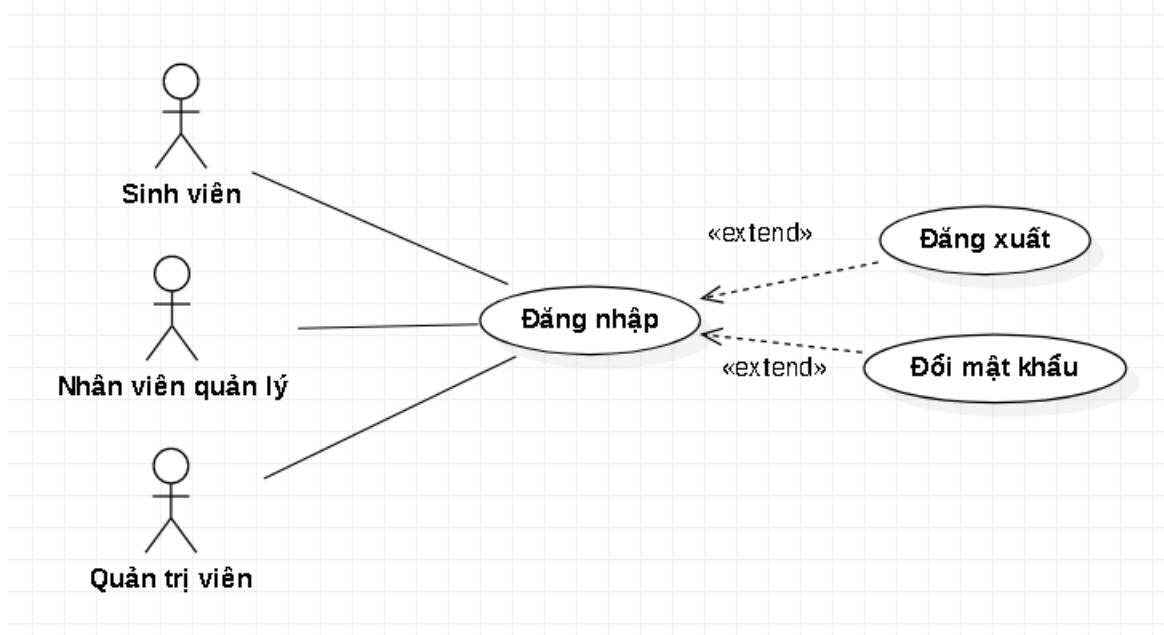 Sinh viên
Nhân viên quản lý
Quản trị viên
Đăng nhập
«extend»
Đăng xuất
«extend»
Đổi mật khẩu